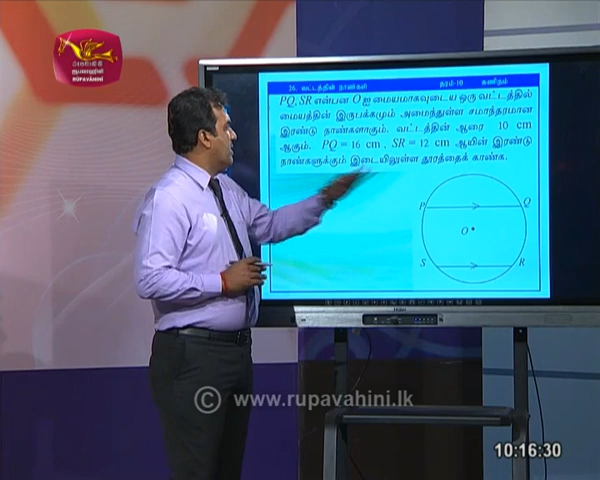 රූපවාහිනී
ரூபவாஹினி
RUPAVAHINI
26. வட்டத்தின் நாண்கள் தரம்-10 கணிதம்
PQ, SR என்பன O ஐ மையமாகவுடைய ஒரு வட்டத்தில்
மையத்தின் இருபக்கமும் அமைந்துள்ள சமாந்தரமான
இரண்டு நாண்களாகும். வட்டத்தின் ஆரை 10 cm
ஆகும். PQ = 16 cm , SR = 12 cm ஆயின் இரண்டு
நாண்களுக்கும் இடையிலுள்ள தூரத்தைக் காண்க.
P Q
O
S R
© www.rupavahini.lk
10:16:30